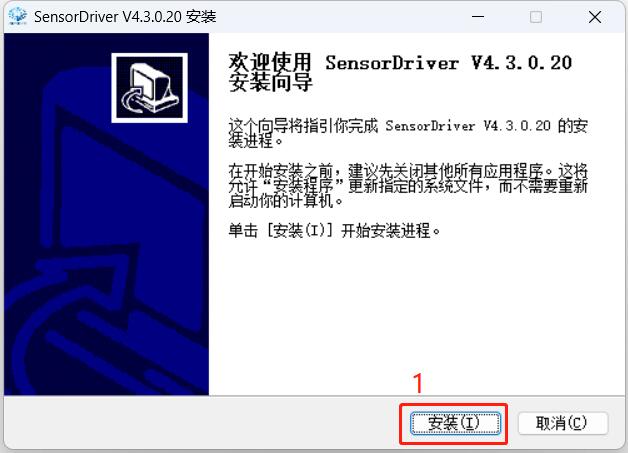 SensorDriver V4.3.0.20 安装
欢迎使用 SensorDriver V4.3.0.20
安装向导
这个向导将指引你完成 SensorDriver V4.3.0.20 的安
装进程。
在开始安装之前，建议先关闭其他所有应用程序。这将
允许“安装程序”更新指定的系统文件，而不需要重新
启动你的计算机。
单击 [安装(I)] 开始安装进程。
1
安装(I)
取消(C)